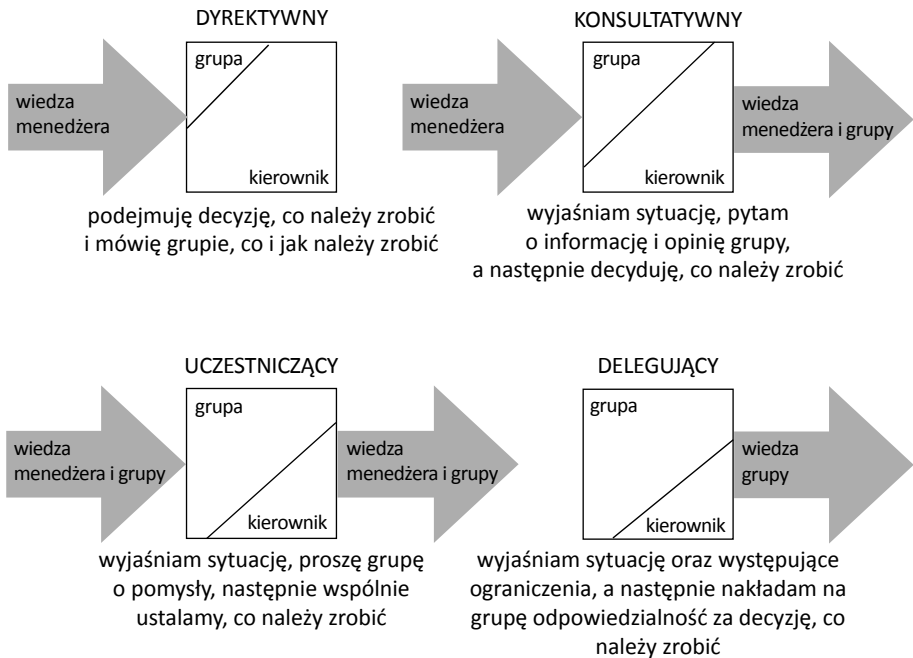 DYREKTYWNY
grupa
wiedza
menedżera
kierownik
podejmuję decyzję, co należy zrobić
i mówię grupie, co i jak należy zrobić
KONSULTATYWNY
grupa
wiedza
menedżera
wiedza
menedżera i grupy
kierownik
wyjaśniam sytuację, pytam
o informację i opinię grupy,
a następnie decyduję, co należy zrobić
UCZESTNICZĄCY
grupa
wiedza
menedżera i grupy
wiedza
menedżera i grupy
kierownik
wyjaśniam sytuację, proszę grupę
o pomysły, następnie wspólnie
ustalamy, co należy zrobić
DELEGUJĄCY
grupa
wiedza
grupy
kierownik
wyjaśniam sytuację oraz występujące
ograniczenia, a następnie nakładam na
grupę odpowiedzialność za decyzję, co
należy zrobić